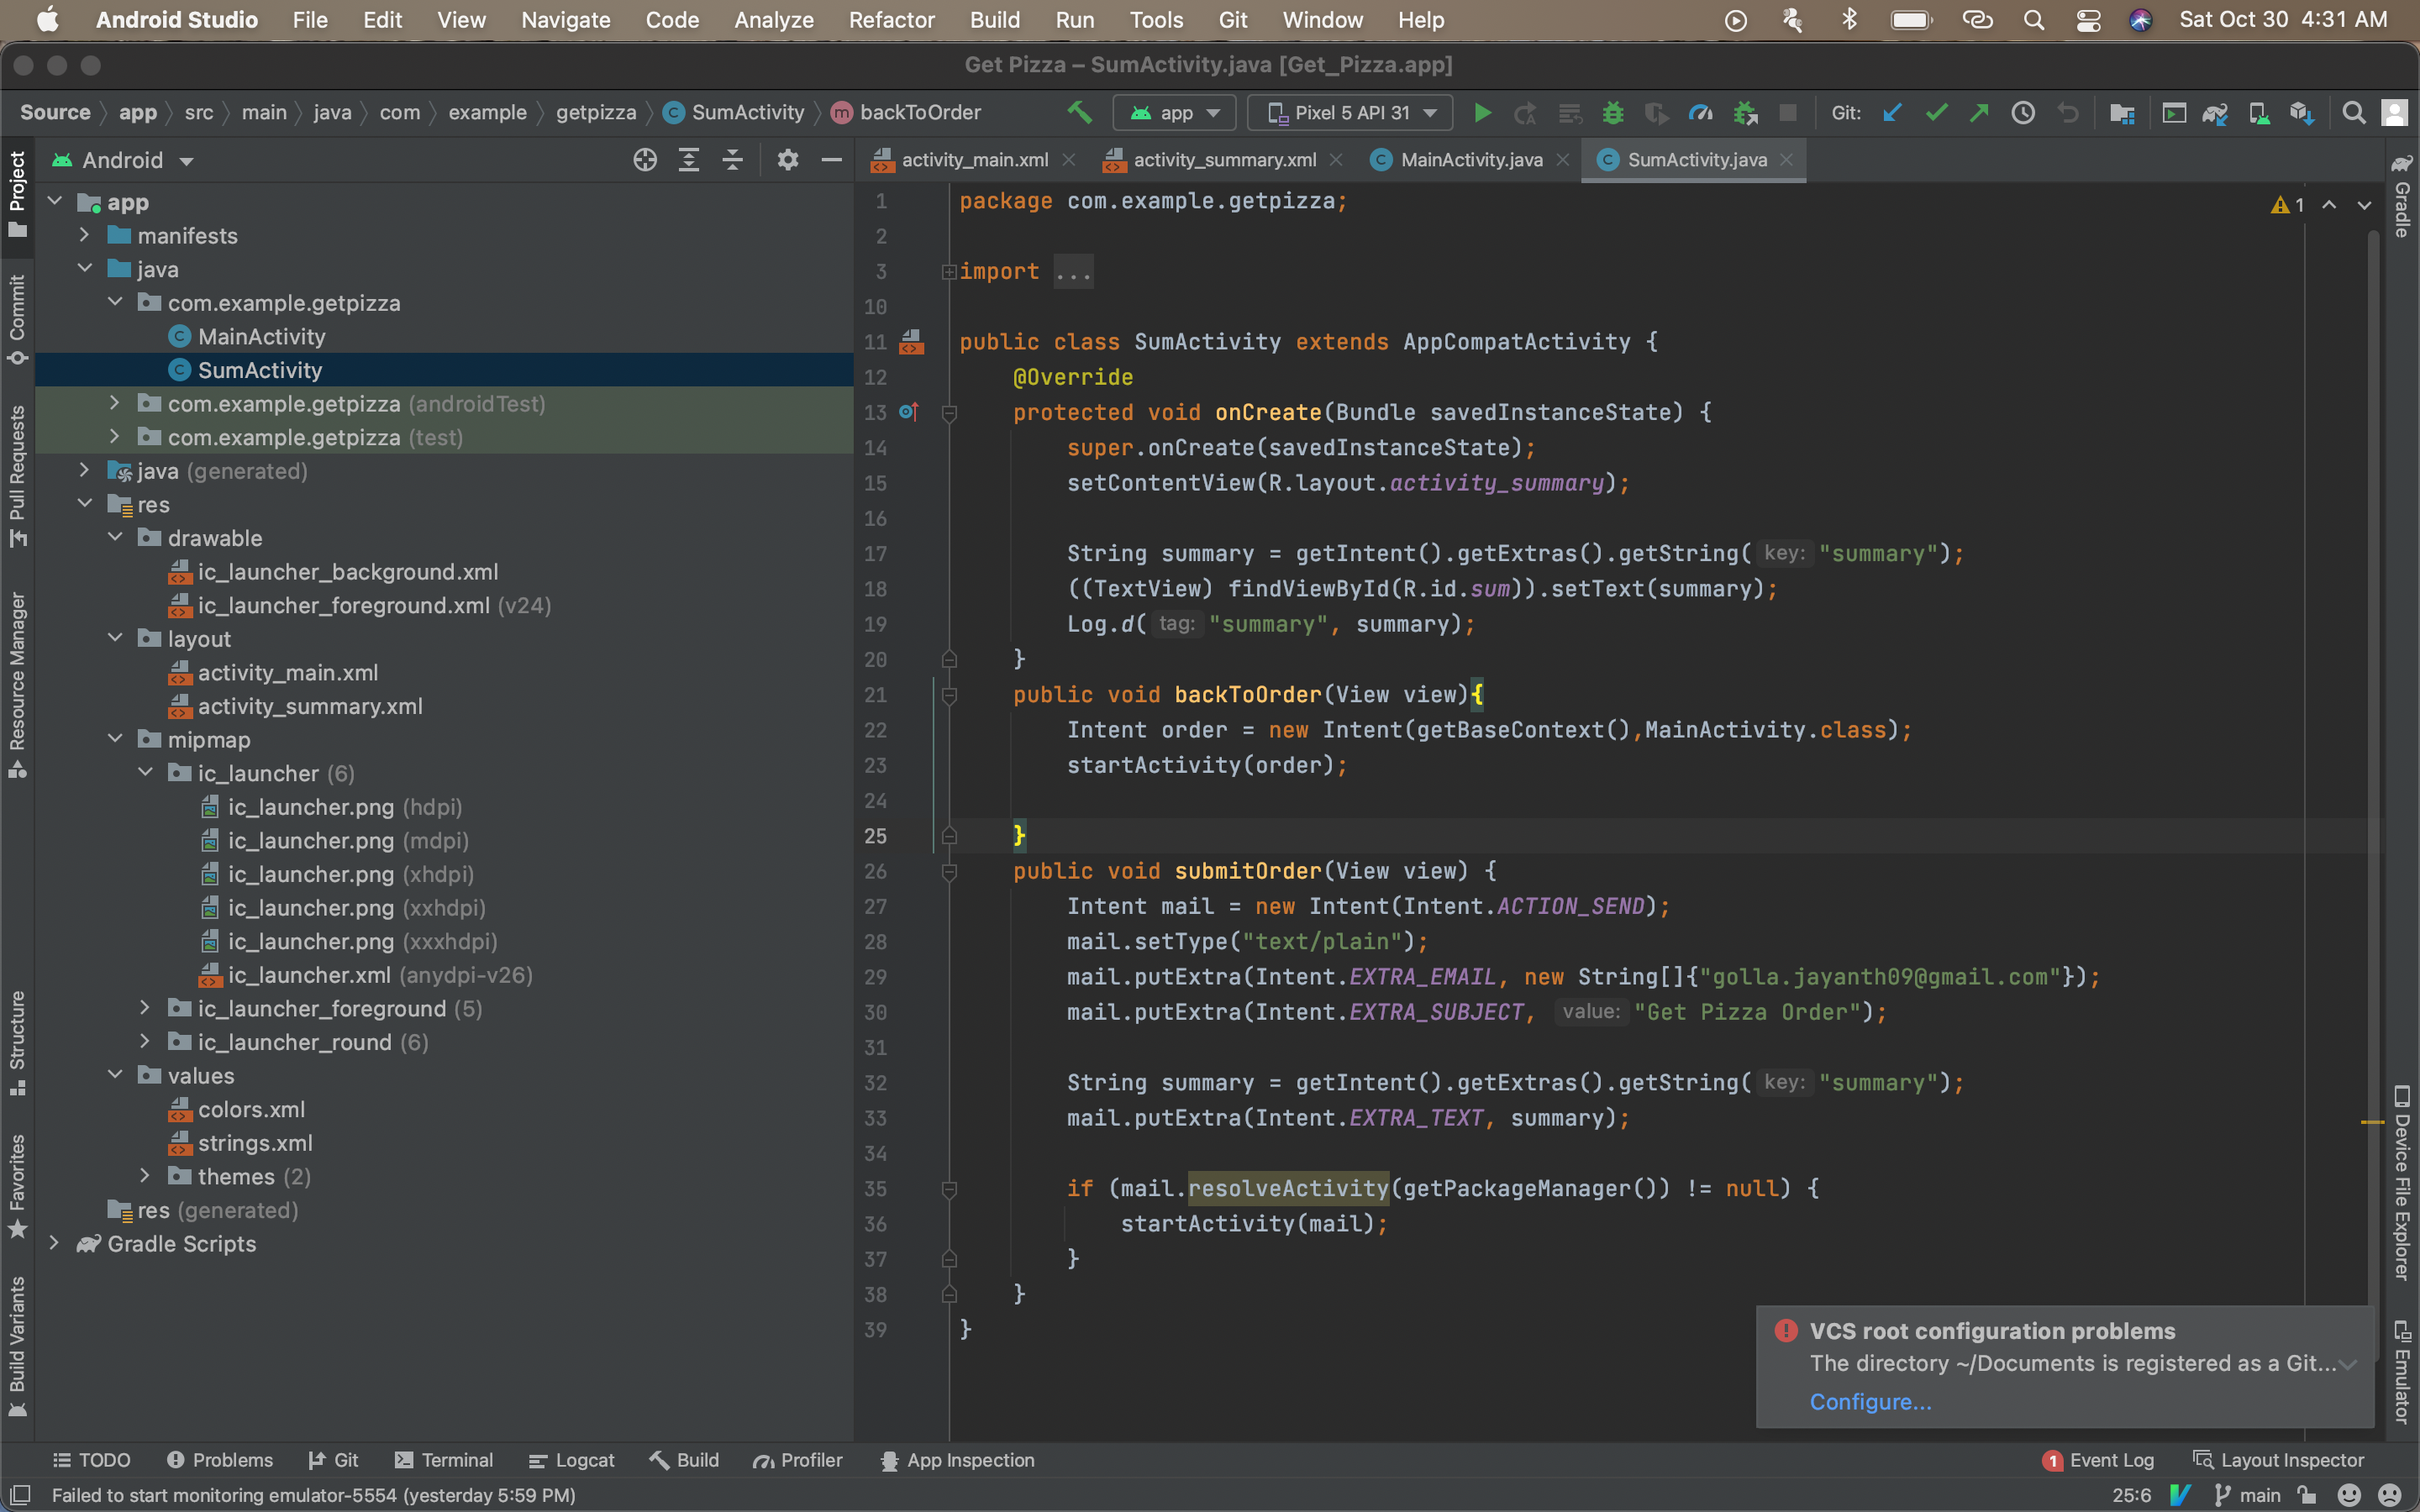 Android Studio File Edit View Navigate Code Analyze Refactor Build Run Tools Git Window Help Sat Oct 30 4:31 AM
Get Pizza – SumActivity.java [Get_Pizza.app]
Source app src main java com example getpizza SumActivity backToOrder app Pixel 5 API 31 Git:
Android
activity_main.xml activity_summary.xml MainActivity.java SumActivity.java
Project
Commit
Pull Requests
Resource Manager
Structure
Favorites
Build Variants
app
manifests
java
com.example.getpizza
MainActivity
SumActivity
com.example.getpizza (androidTest)
com.example.getpizza (test)
java (generated)
res
drawable
ic_launcher_background.xml
ic_launcher_foreground.xml (v24)
layout
activity_main.xml
activity_summary.xml
mipmap
ic_launcher (6)
ic_launcher.png (hdpi)
ic_launcher.png (mdpi)
ic_launcher.png (xhdpi)
ic_launcher.png (xxhdpi)
ic_launcher.png (xxxhdpi)
ic_launcher.xml (anydpi-v26)
ic_launcher_foreground (5)
ic_launcher_round (6)
values
colors.xml
strings.xml
themes (2)
res (generated)
Gradle Scripts
1 package com.example.getpizza; 1
2
3 import ...
10
11 public class SumActivity extends AppCompatActivity {
12 @Override
13 protected void onCreate(Bundle savedInstanceState) {
14 super.onCreate(savedInstanceState);
15 setContentView(R.layout.activity_summary);
16
17 String summary = getIntent().getExtras().getString( key: "summary");
18 ((TextView) findViewById(R.id.sum)).setText(summary);
19 Log.d( tag: "summary", summary);
20 }
21 public void backToOrder(View view){
22 Intent order = new Intent(getBaseContext(),MainActivity.class);
23 startActivity(order);
24
25 }
26 public void submitOrder(View view) {
27 Intent mail = new Intent(Intent.ACTION_SEND);
28 mail.setType("text/plain");
29 mail.putExtra(Intent.EXTRA_EMAIL, new String[]{"golla.jayanth09@gmail.com"});
30 mail.putExtra(Intent.EXTRA_SUBJECT, value: "Get Pizza Order");
31
32 String summary = getIntent().getExtras().getString( key: "summary");
33 mail.putExtra(Intent.EXTRA_TEXT, summary);
34
35 if (mail.resolveActivity(getPackageManager()) != null) {
36 startActivity(mail);
37 }
38 }
39 }
Gradle
Device File Explorer
Emulator
VCS root configuration problems
The directory ~/Documents is registered as a Git...
Configure...
TODO Problems Git Terminal Logcat Build Profiler App Inspection 1 Event Log Layout Inspector
Failed to start monitoring emulator-5554 (yesterday 5:59 PM) 25:6 main